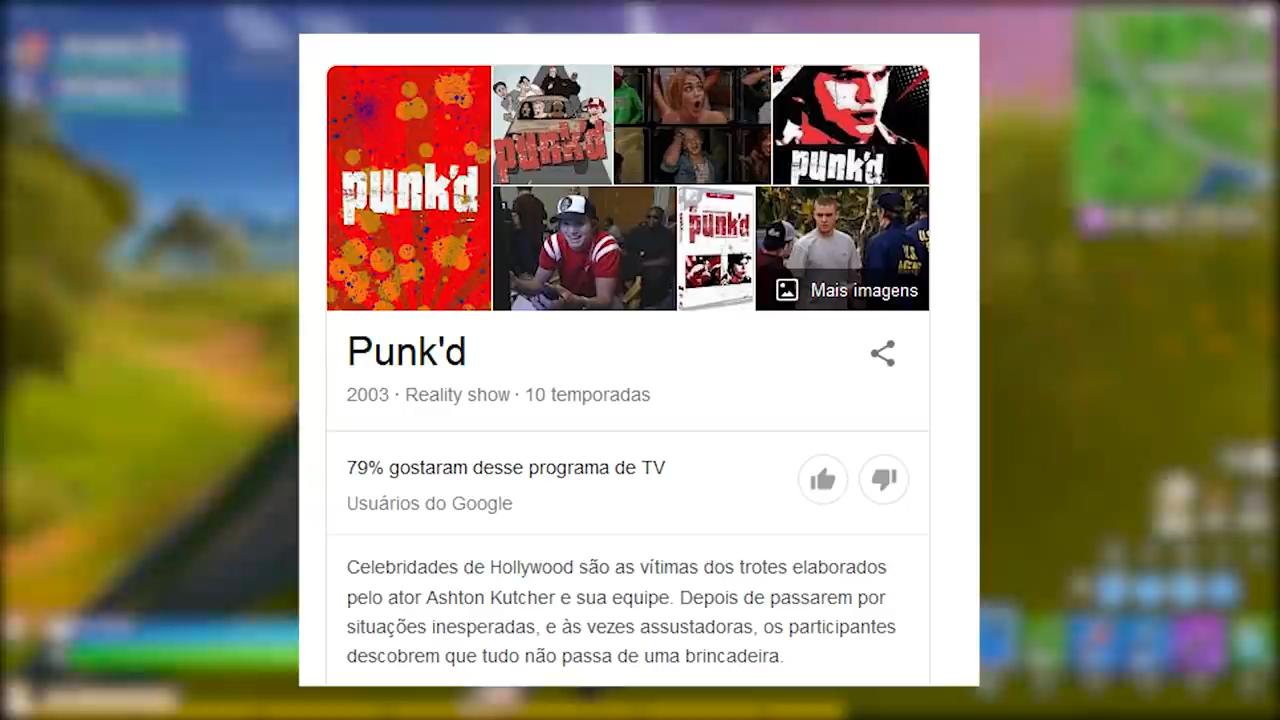 punk'd
punk'd
punk'd
punk'd
U.S.
Mais imagens
Punk'd
2003 · Reality show · 10 temporadas
79% gostaram desse programa de TV
Usuários do Google
Celebridades de Hollywood são as vítimas dos trotes elaborados
pelo ator Ashton Kutcher e sua equipe. Depois de passarem por
situações inesperadas, e às vezes assustadoras, os participantes
descobrem que tudo não passa de uma brincadeira.